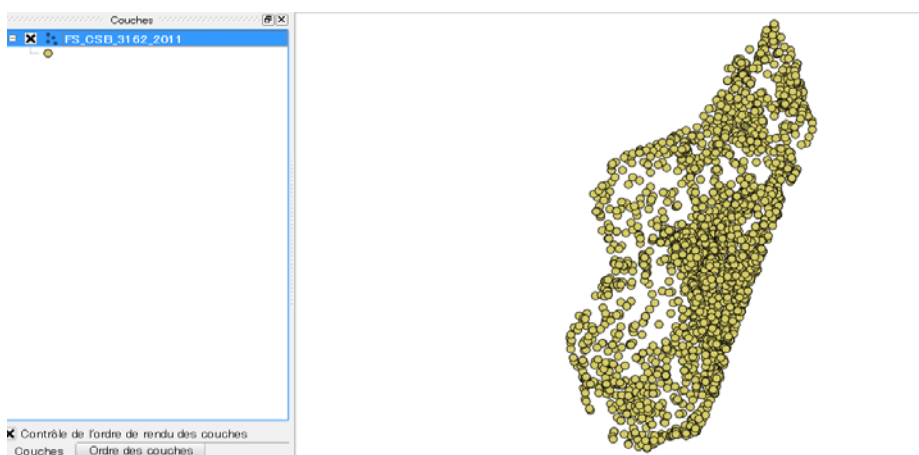 Couches
FS_CSB_3162_2011
Contrôle de l'ordre de rendu des couches
Couches Ordre des couches